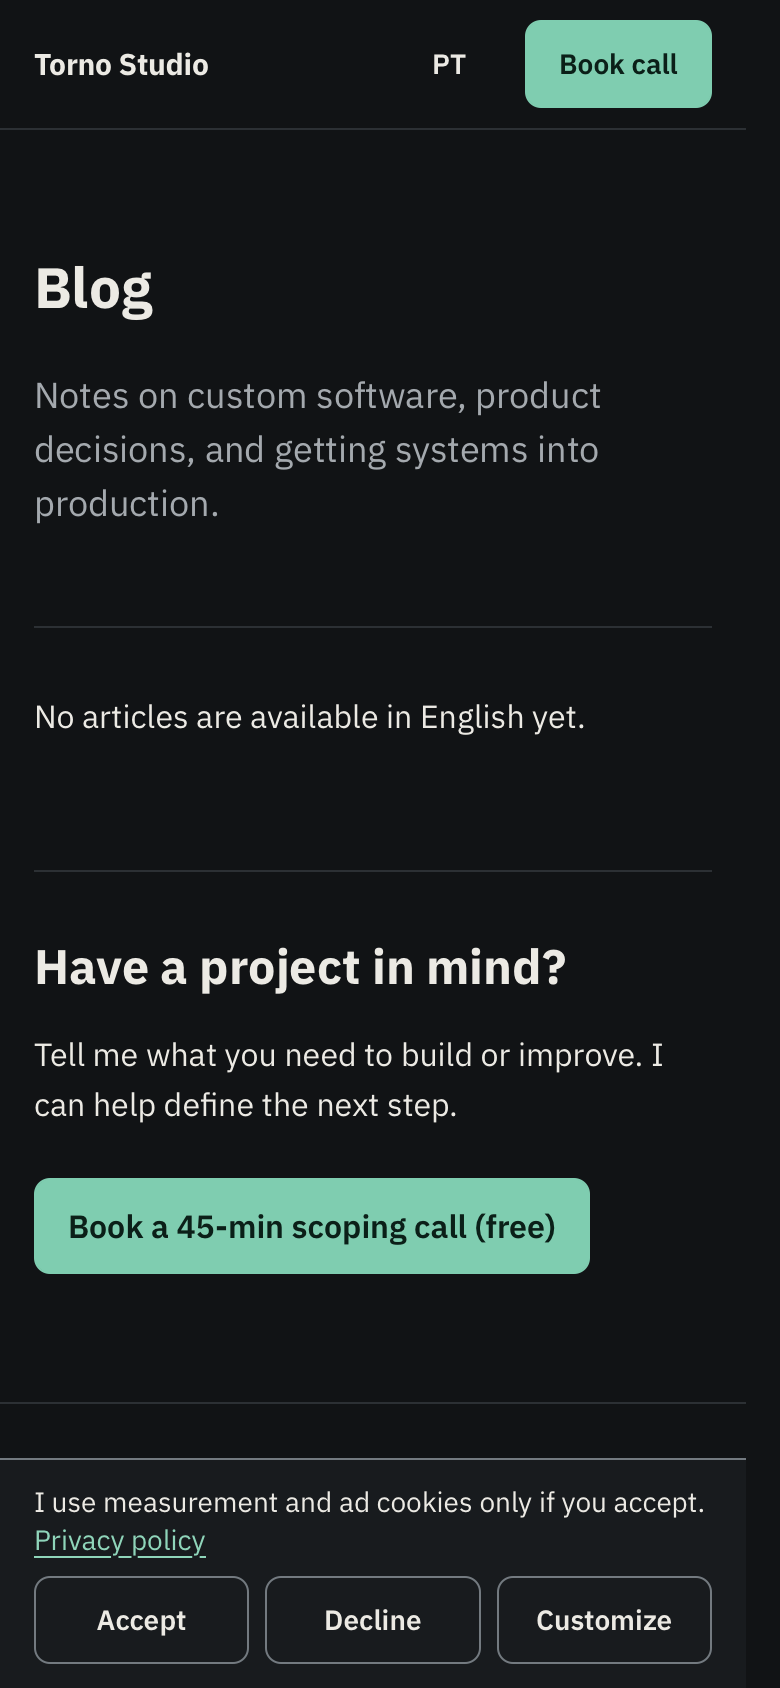 Torno Studio
PT
Book call
Blog
Notes on custom software, product
decisions, and getting systems into
production.
No articles are available in English yet.
Have a project in mind?
Tell me what you need to build or improve. I
can help define the next step.
Book a 45-min scoping call (free)
I use measurement and ad cookies only if you accept.
Privacy policy
Accept
Decline
Customize